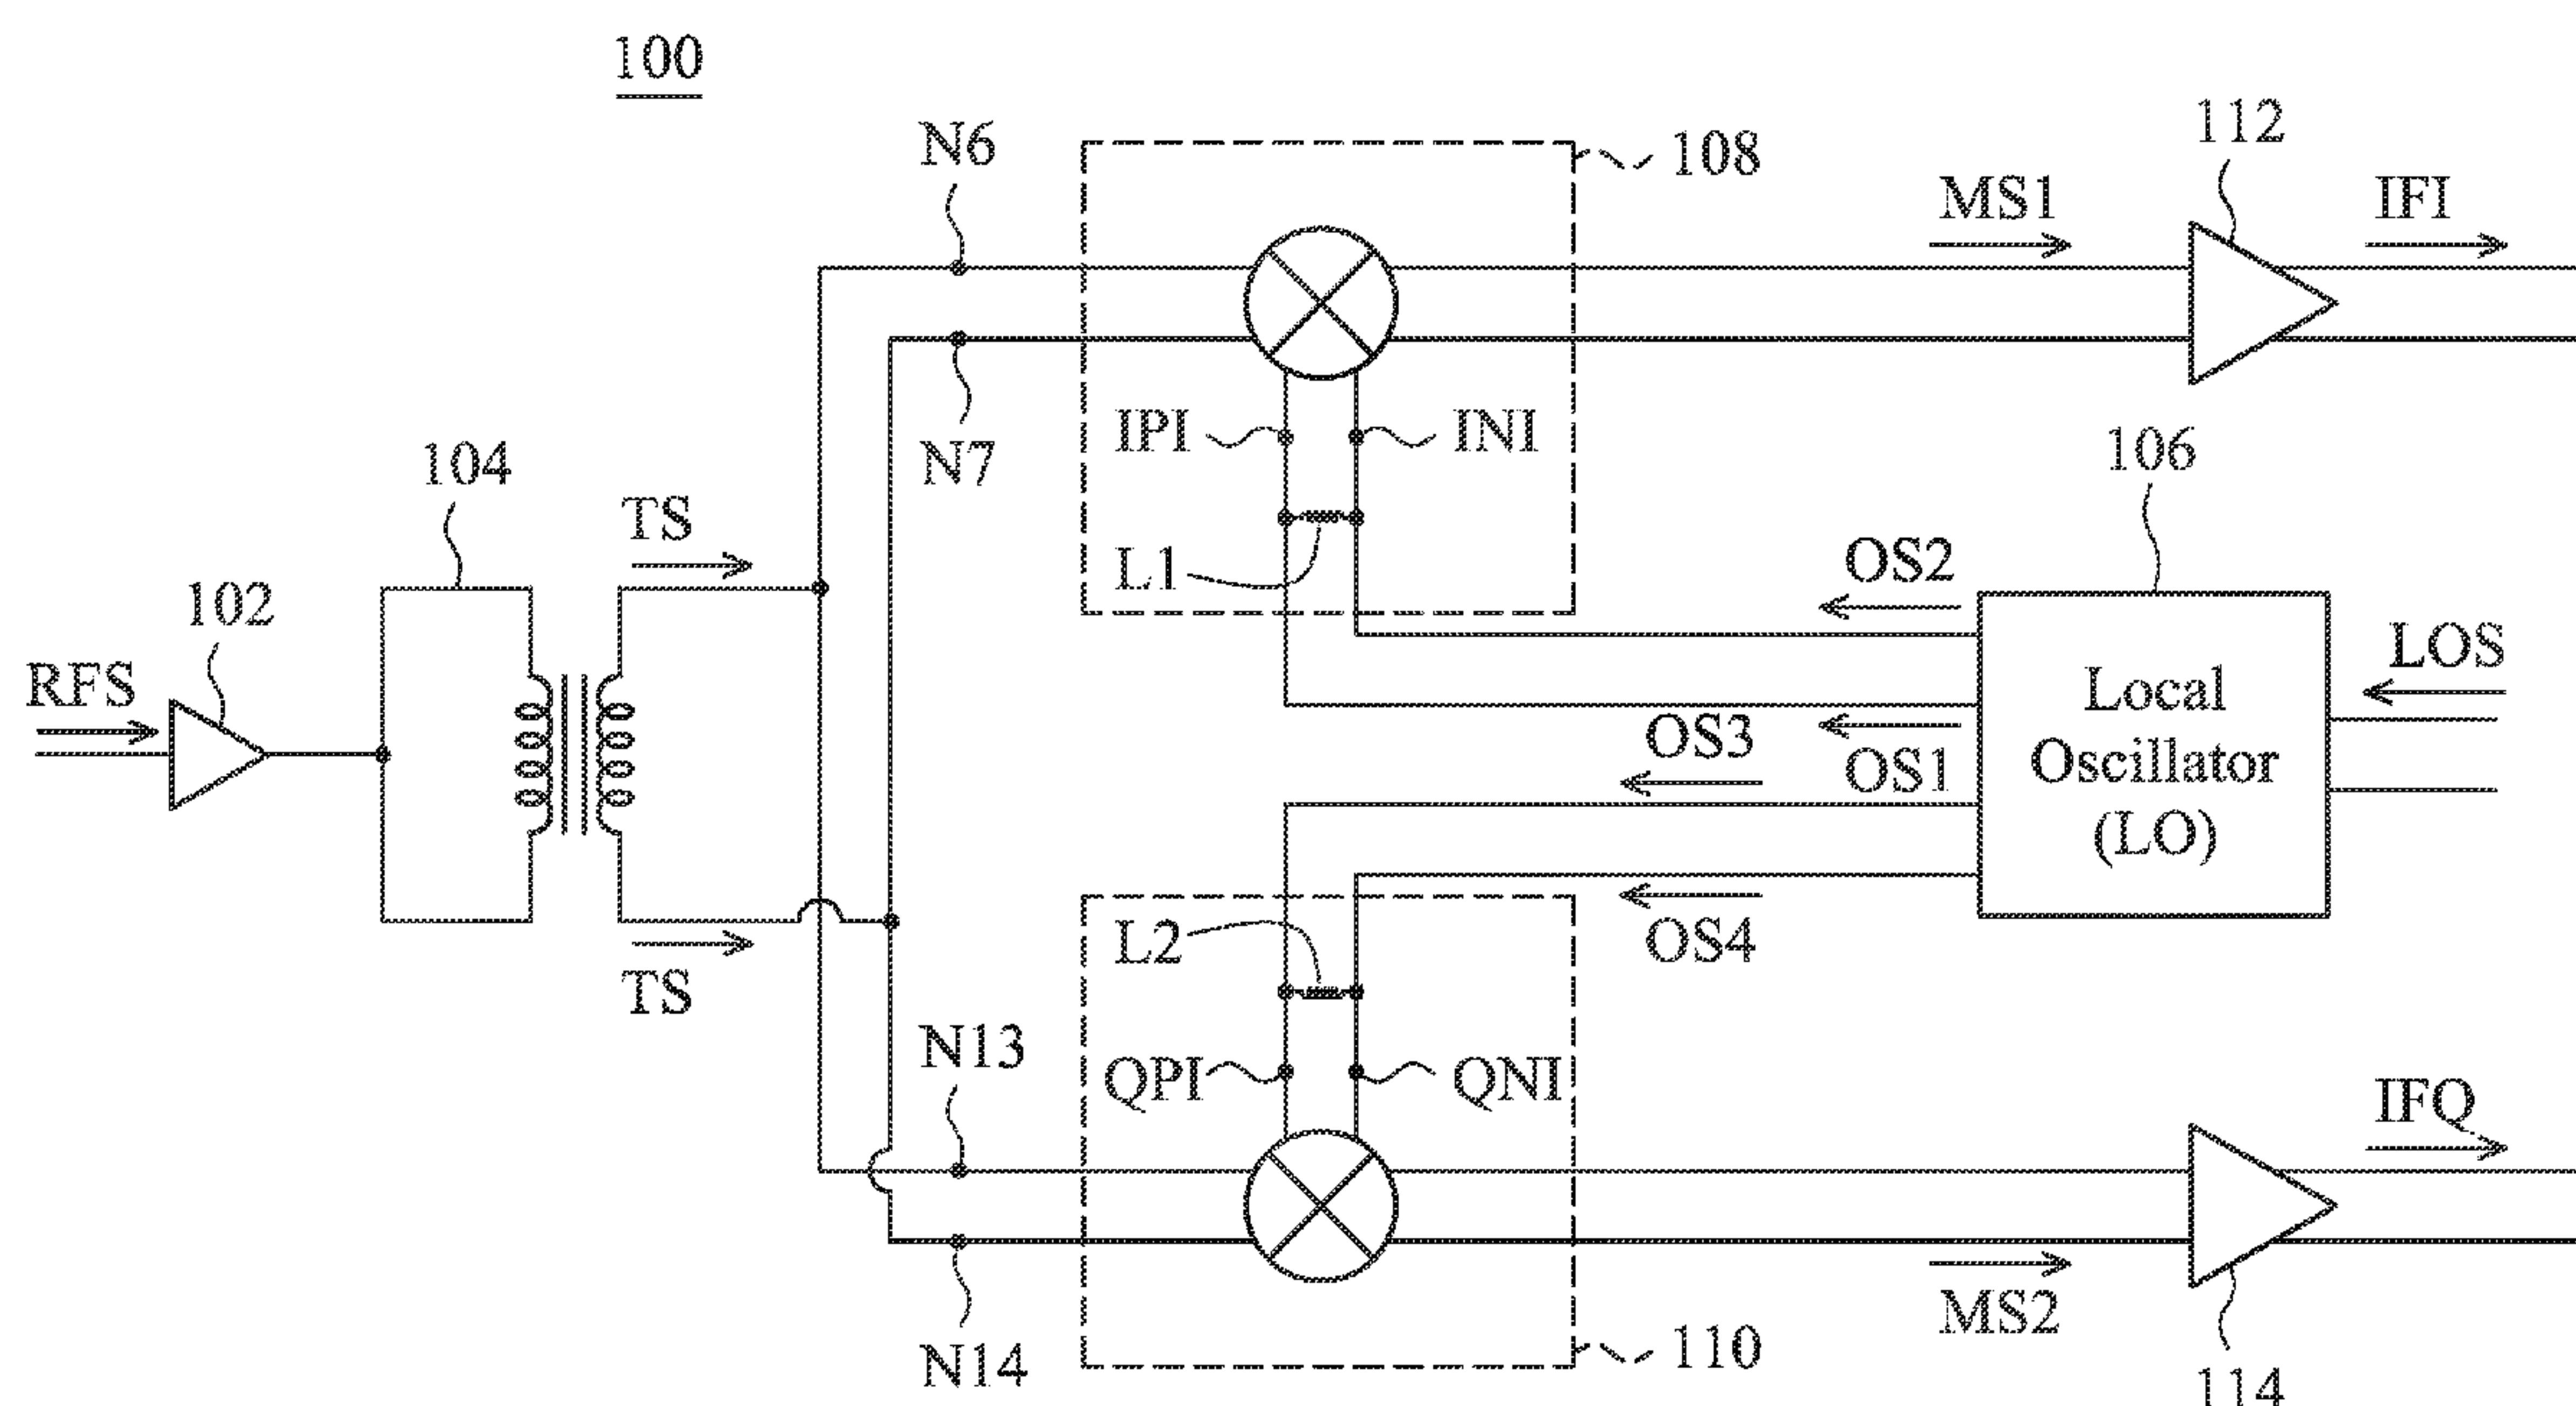 100
N6
108
112
MS1
IFI
N7
IPI
INI
106
104
TS
L1
OS2
102
RFS
LOS
Local
Oscillator
(LO)
OS3
OS1
L2
OS4
TS
N13
QPI
QNI
IFQ
MS2
N14
110
114